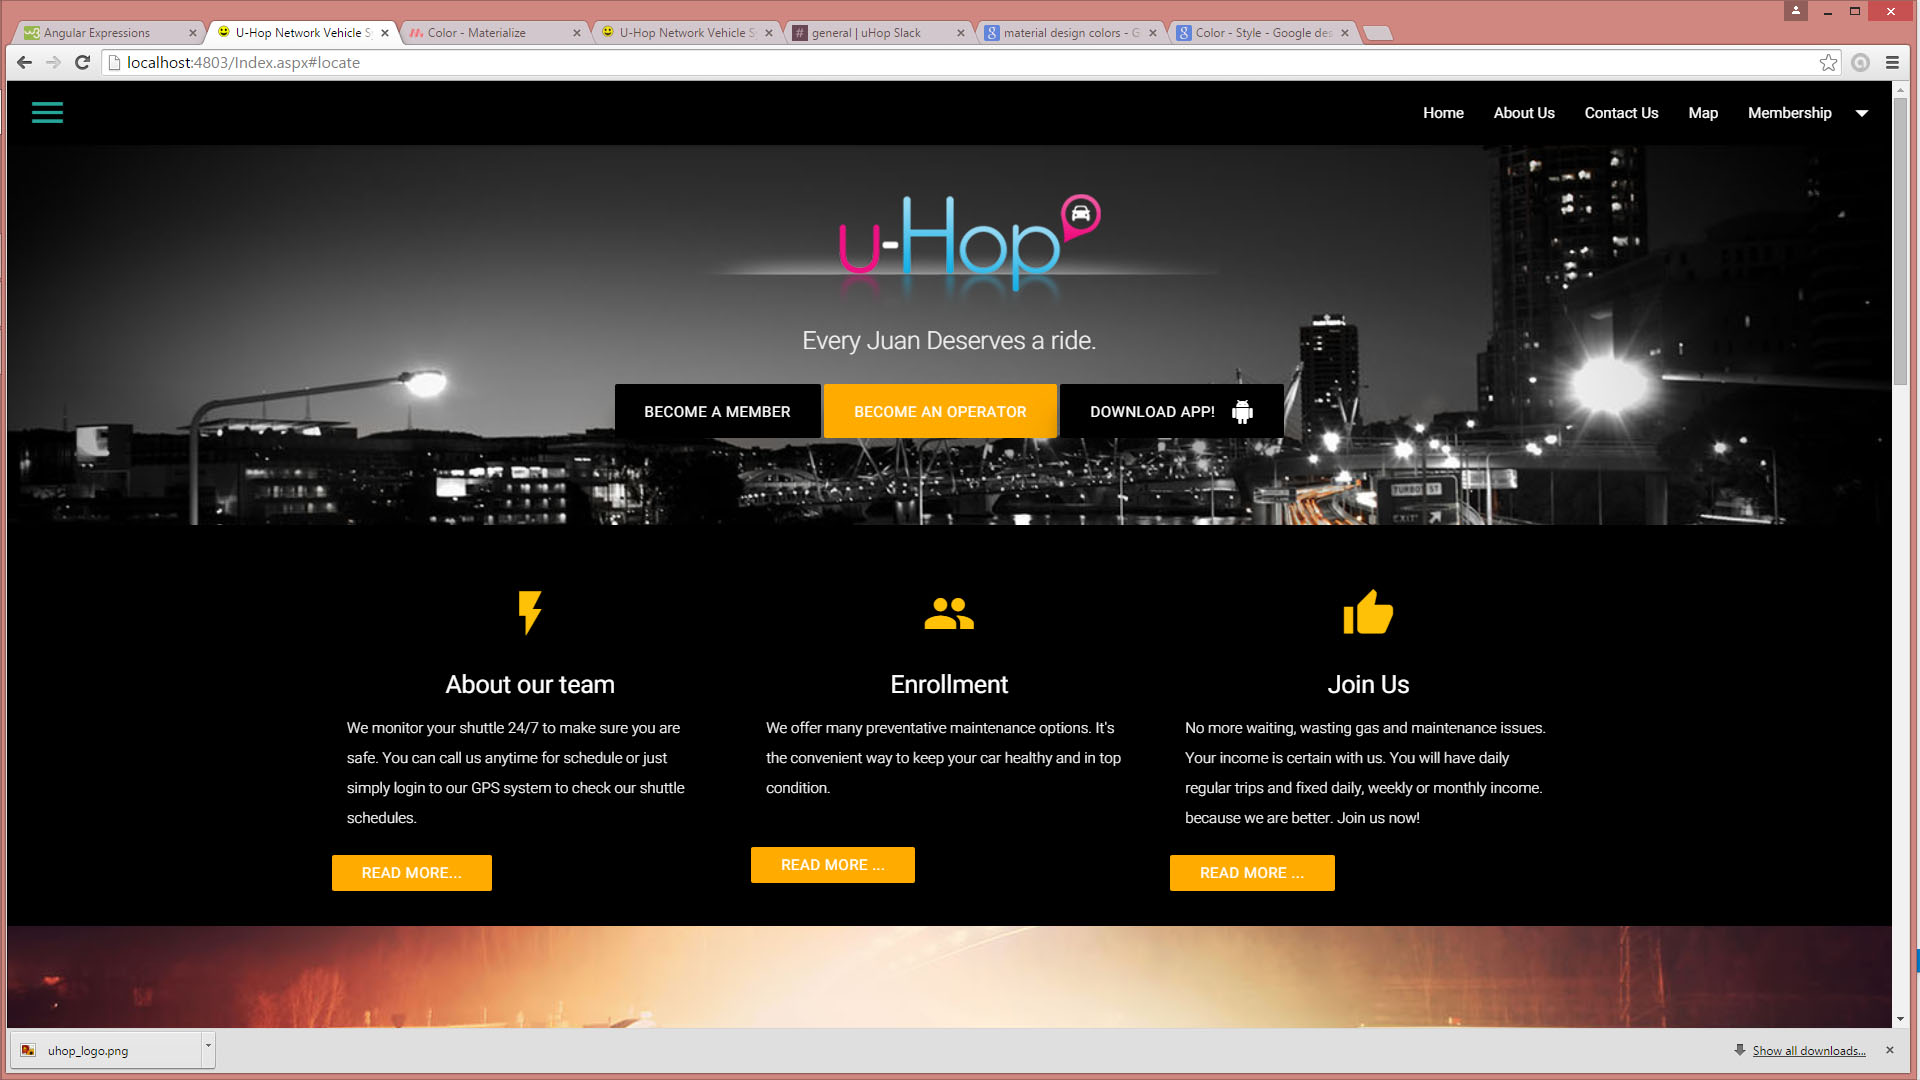 Angular Expressions
U-Hop Network Vehicle S
Color - Materialize
U-Hop Network Vehicle S
general | uHop Slack
material design colors - G
Color - Style - Google des
localhost:4803/Index.aspx#locate
Home
About Us
Contact Us
Map
Membership
u-Hop
Every Juan Deserves a ride.
BECOME A MEMBER
BECOME AN OPERATOR
DOWNLOAD APP!
TURBOT ST
EXIT
About our team
We monitor your shuttle 24/7 to make sure you are
safe. You can call us anytime for schedule or just
simply login to our GPS system to check our shuttle
schedules.
READ MORE...
Enrollment
We offer many preventative maintenance options. It's
the convenient way to keep your car healthy and in top
condition.
READ MORE ...
Join Us
No more waiting, wasting gas and maintenance issues.
Your income is certain with us. You will have daily
regular trips and fixed daily, weekly or monthly income.
because we are better. Join us now!
READ MORE ...
uhop_logo.png
Show all downloads...